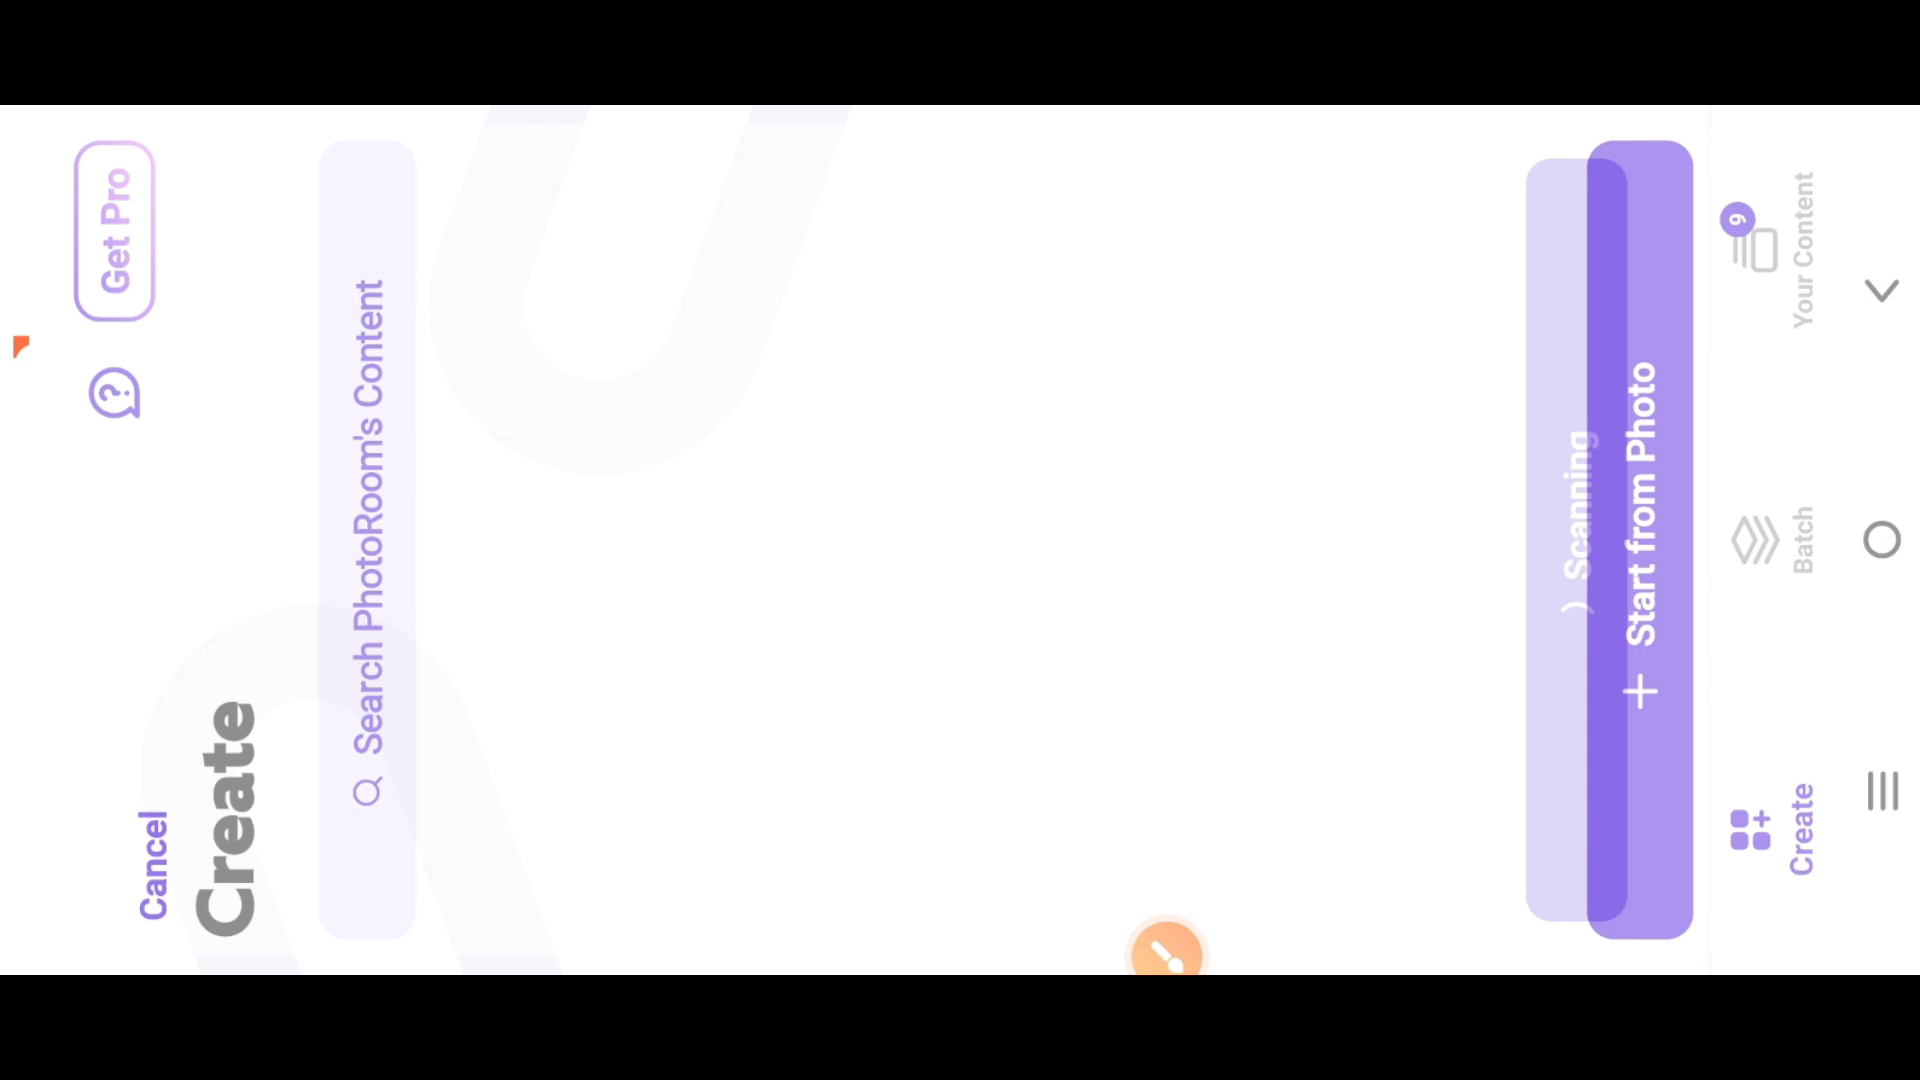 Get Pro
Cancel
Create
Search PhotoRoom's Content
Scanning
Start from Photo
Create
Batch
9
Your Content